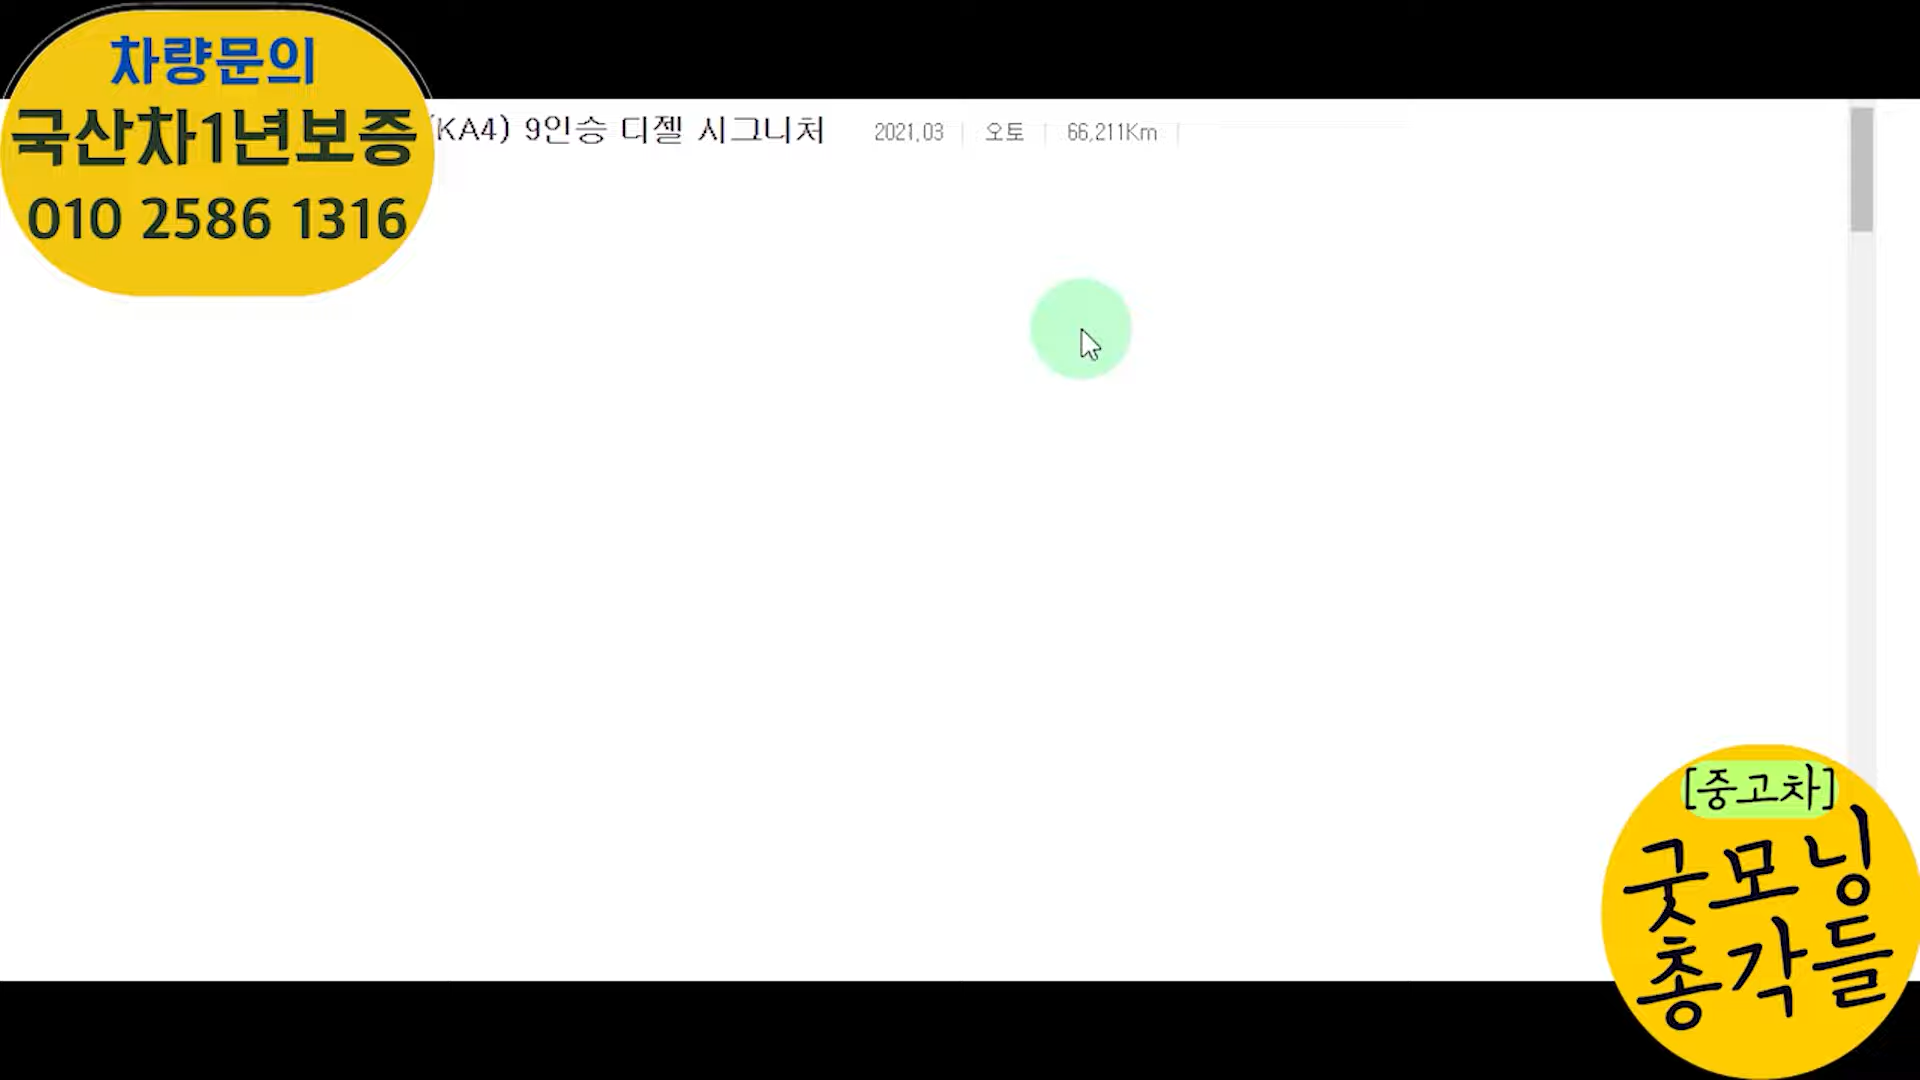 차량문의
국산차1년보증
010 2586 1316
(KA4) 9인승 디젤 시그니처 2021.03 오토 66,211Km
[중고차]
굿모닝
총각들